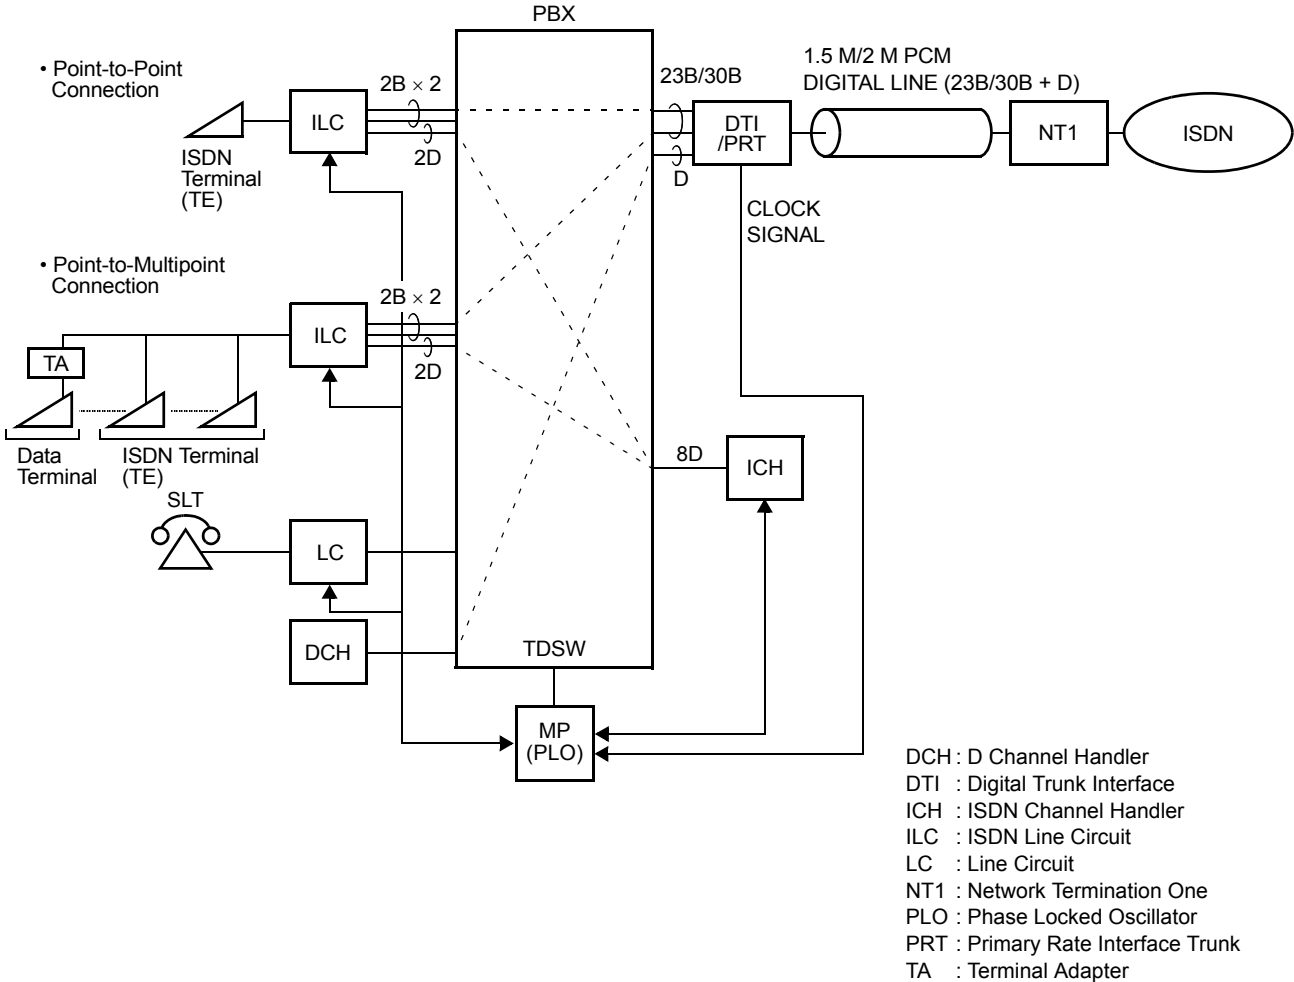 PBX
• Point-to-Point
Connection
2B × 2
ILC
2D
ISDN
Terminal
(TE)
23B/30B
DTI
/PRT
D
1.5 M/2 M PCM
DIGITAL LINE (23B/30B + D)
NT1
ISDN
CLOCK
SIGNAL
• Point-to-Multipoint
Connection
2B × 2
ILC
2D
TA
Data
Terminal
ISDN Terminal
(TE)
8D
ICH
SLT
LC
DCH
TDSW
MP
(PLO)
DCH : D Channel Handler
DTI : Digital Trunk Interface
ICH : ISDN Channel Handler
ILC : ISDN Line Circuit
LC : Line Circuit
NT1 : Network Termination One
PLO : Phase Locked Oscillator
PRT : Primary Rate Interface Trunk
TA : Terminal Adapter